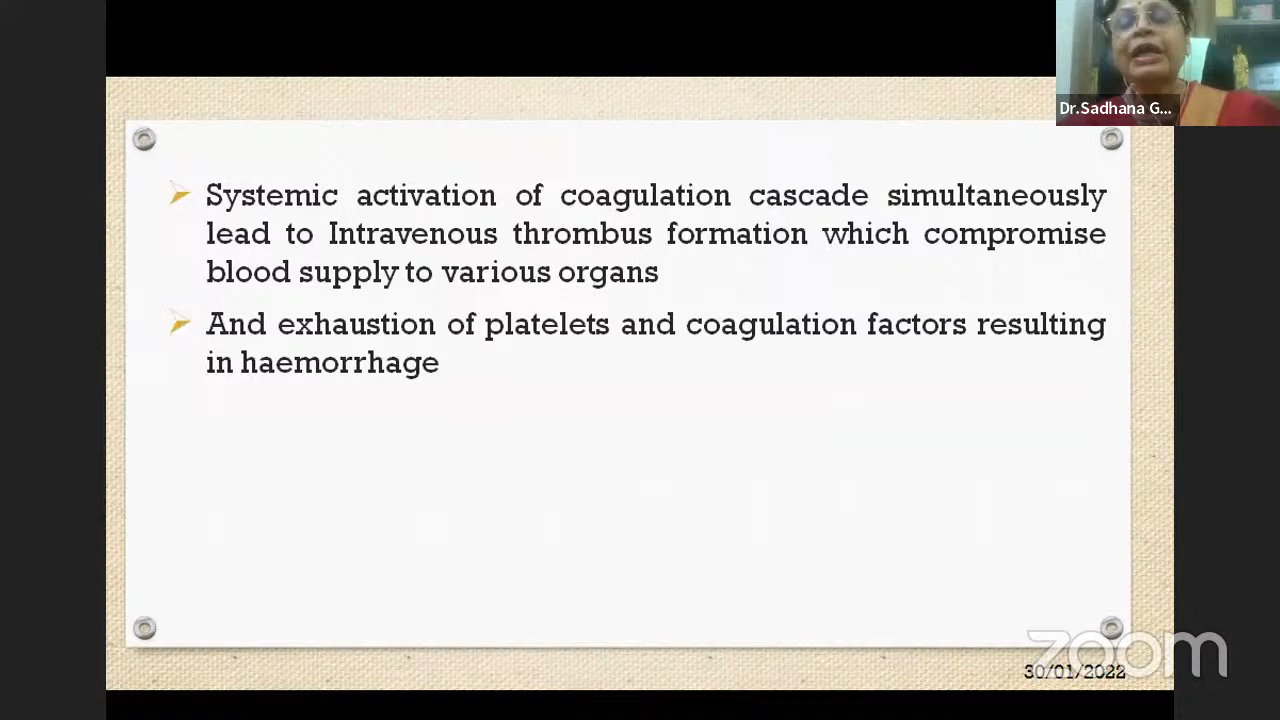 Dr.Sadhana G...
Systemic activation of coagulation cascade simultaneously
lead to Intravenous thrombus formation which compromise
blood supply to various organs
And exhaustion of platelets and coagulation factors resulting
in haemorrhage
zoom
30/01/2022